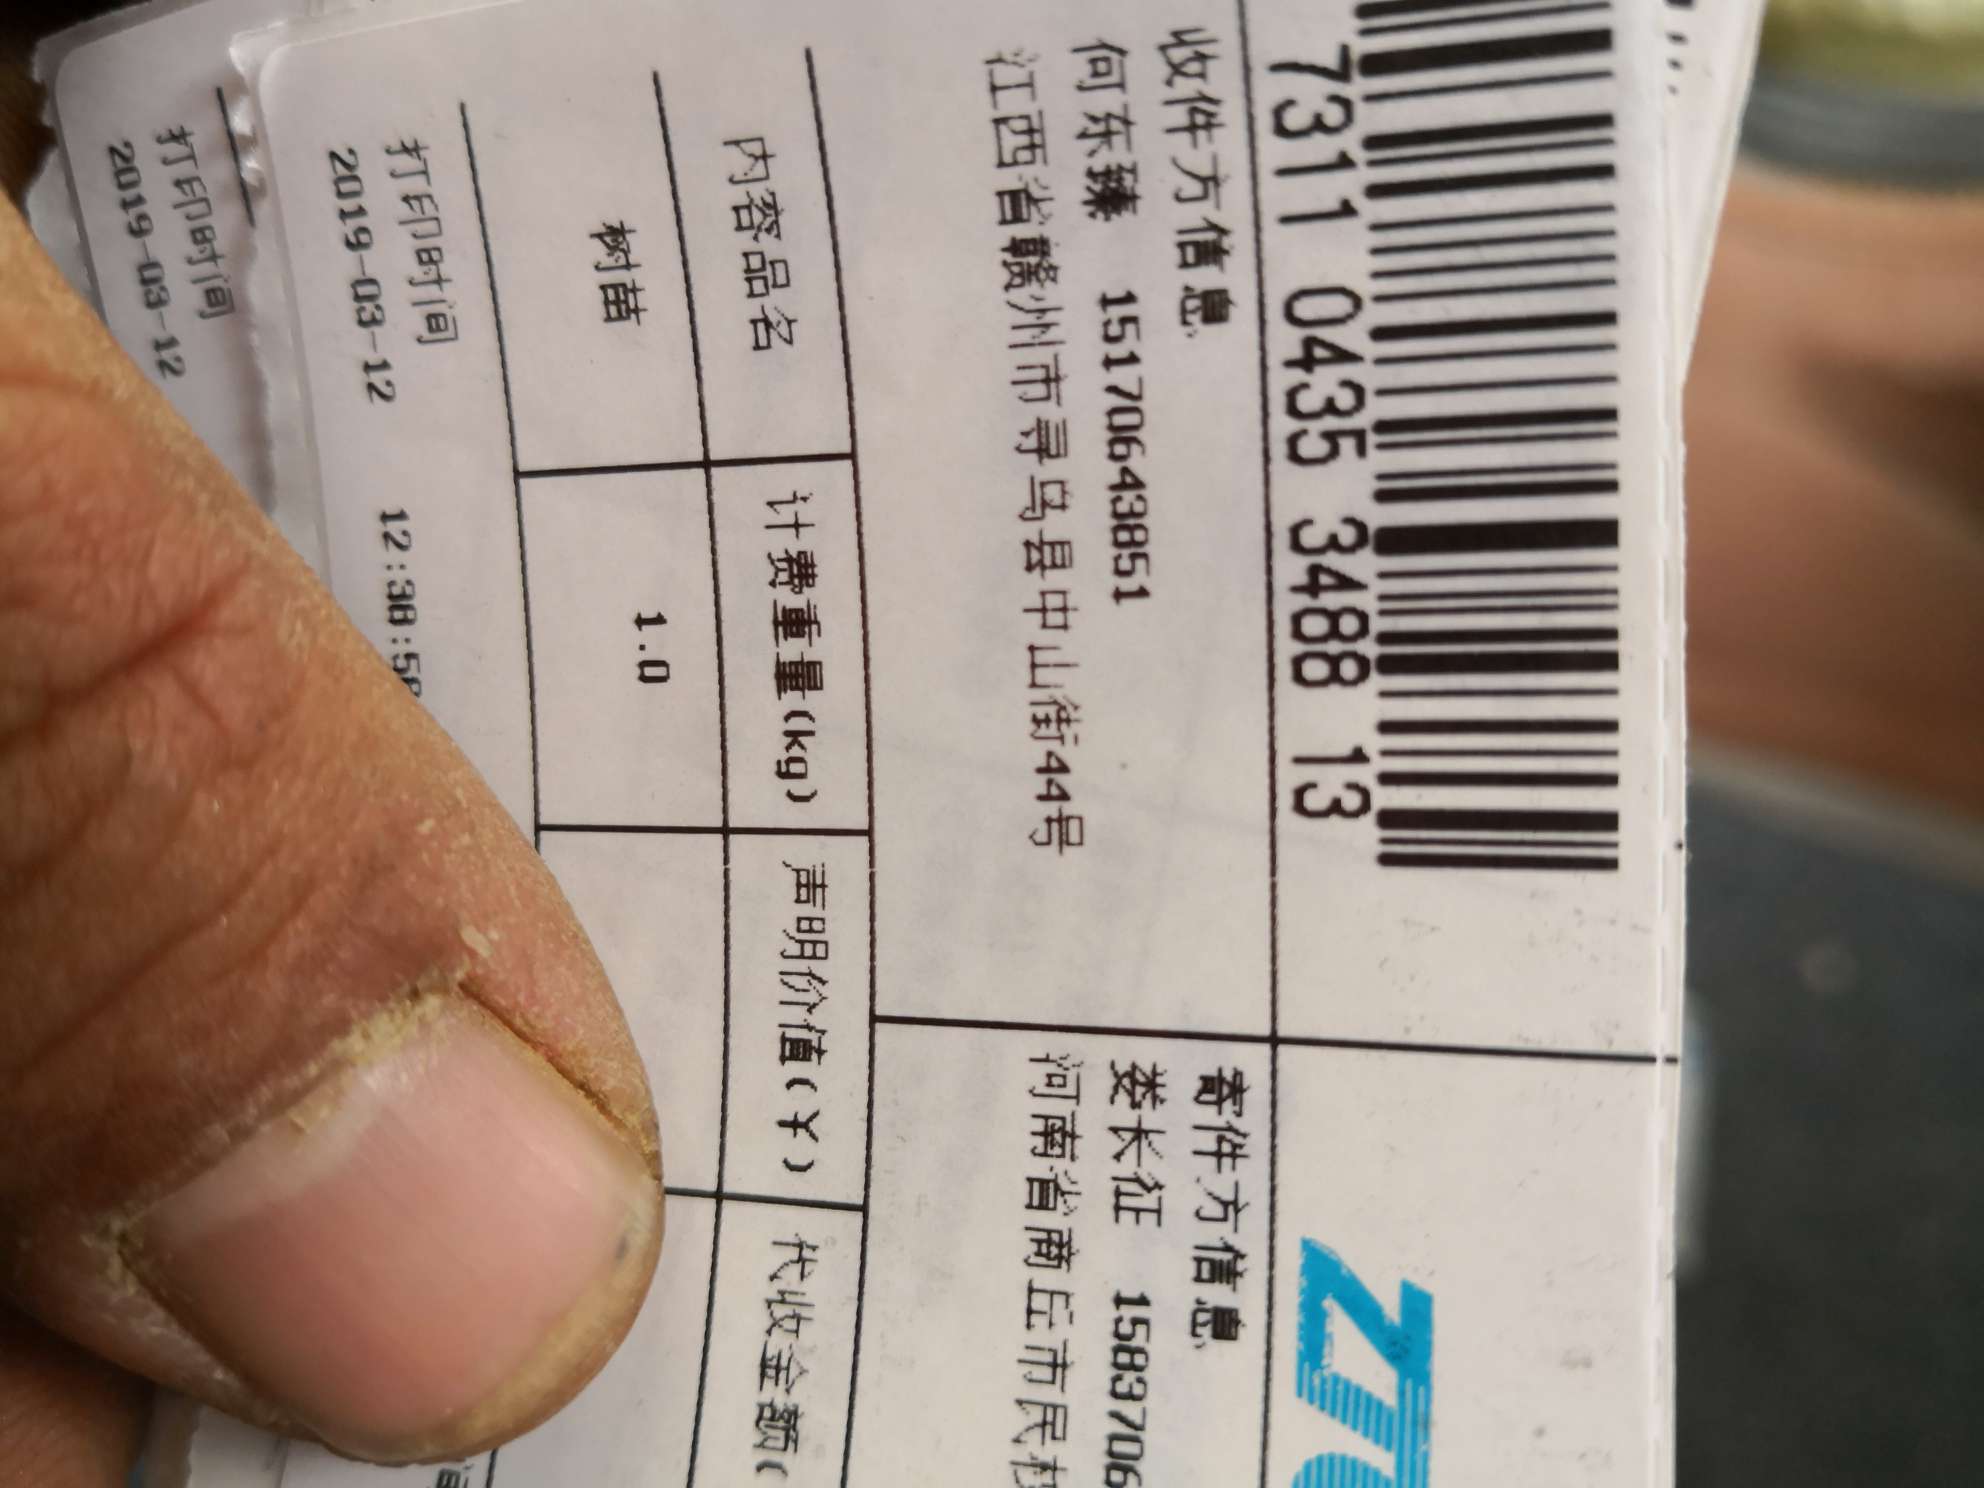 7311 0435 3488 13
收件方信息
何东臻 15170643851
江西省赣州市寻乌县中山街44号
寄件方信息
娄长征 15837706
河南省商丘市民
内容品名 计费重量(kg) 声明价值(¥) 代收金额(
树苗 1.0
打印时间
2019-03-12 12:38:5
打印时间
2019-03-12